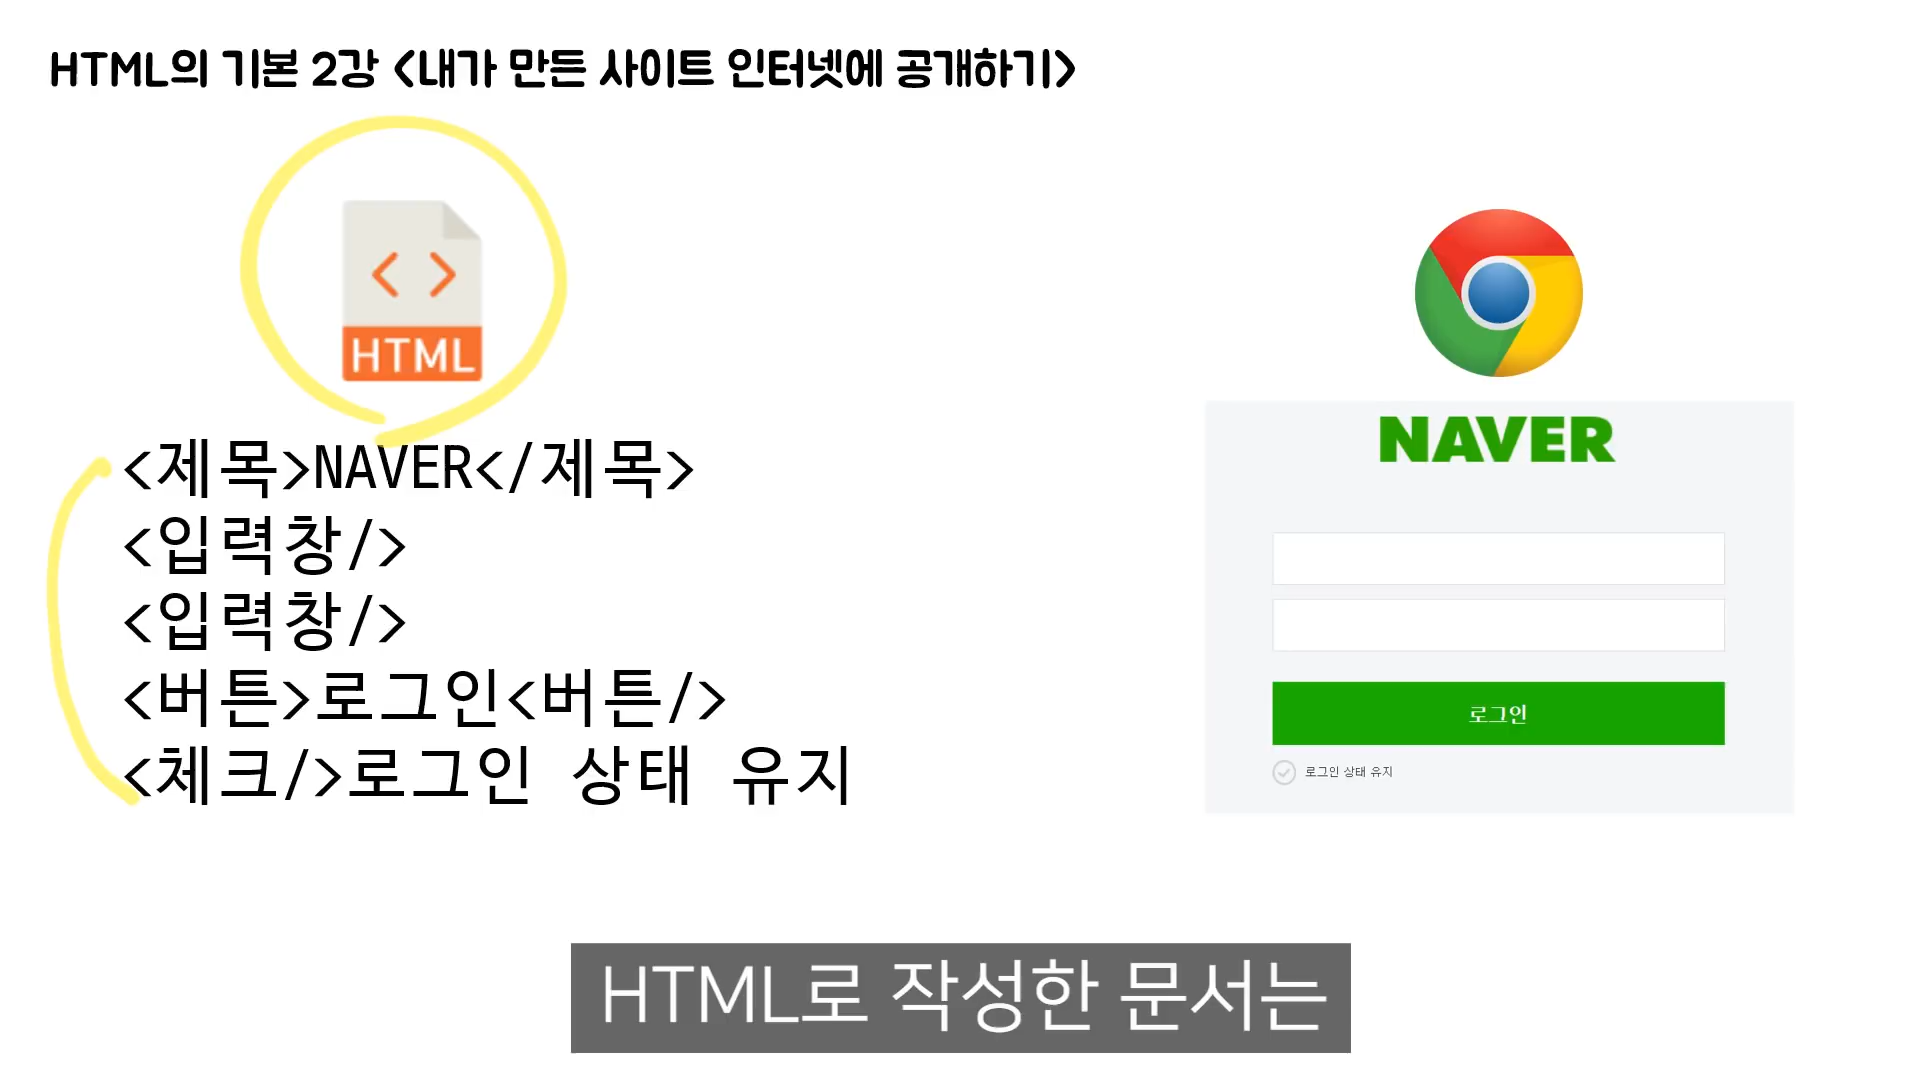 HTML의 기본 2강 <내가 만든 사이트 인터넷에 공개하기>
HTML
<제목>NAVER</제목>
<입력창/>
<입력창/>
<버튼>로그인<버튼/>
<체크/>로그인 상태 유지
NAVER
로그인
로그인 상태 유지
HTML로 작성한 문서는